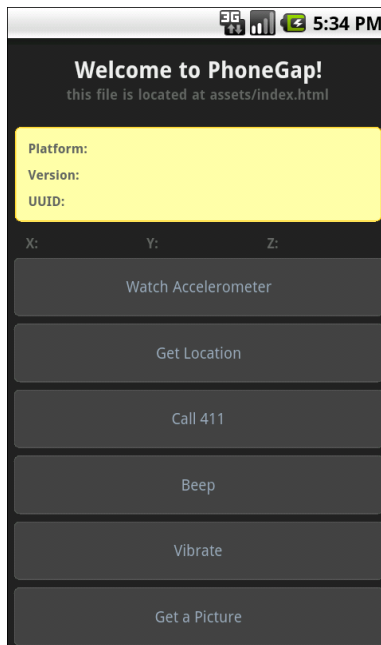 3G 5:34 PM
Welcome to PhoneGap!
this file is located at assets/index.html
Platform:
Version:
UUID:
X: Y: Z:
Watch Accelerometer
Get Location
Call 411
Beep
Vibrate
Get a Picture